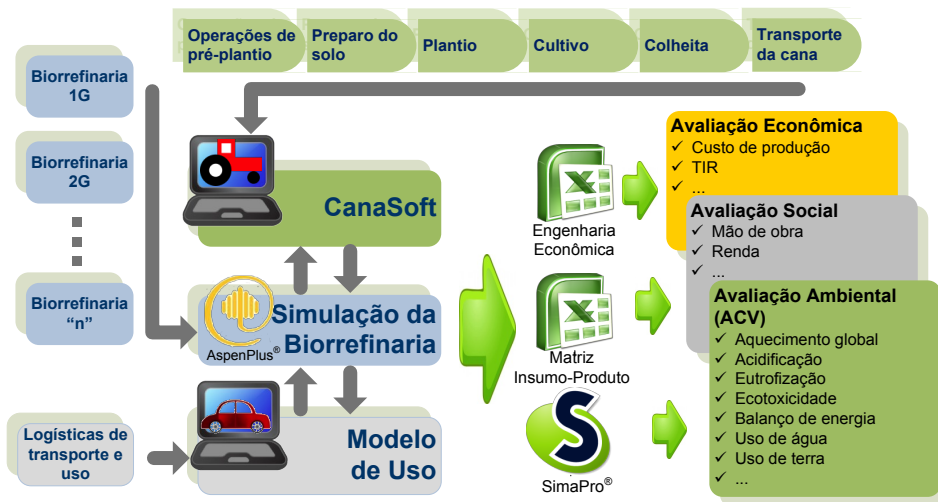 Operações de
pré-plantio
Preparo do
solo
Plantio
Cultivo
Colheita
Transporte
da cana
Biorrefinaria
1G
Biorrefinaria
2G
Biorrefinaria
“n”
Logísticas de
transporte e
uso
CanaSoft
Simulação da
Biorrefinaria
AspenPlus®
Modelo
de Uso
Engenharia
Econômica
Matriz
Insumo-Produto
SimaPro®
Avaliação Econômica
✓ Custo de produção
✓ TIR
✓ ...
Avaliação Social
✓ Mão de obra
✓ Renda
✓ ...
Avaliação Ambiental
(ACV)
✓ Aquecimento global
✓ Acidificação
✓ Eutrofização
✓ Ecotoxicidade
✓ Balanço de energia
✓ Uso de água
✓ Uso de terra
✓ ...